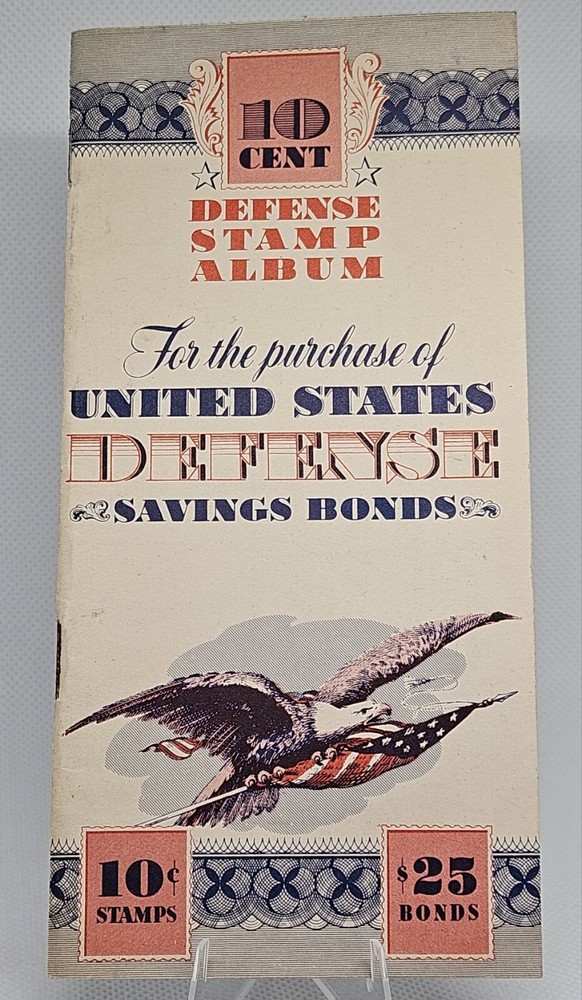 10
CENT
DEFENSE
STAMP
ALBUM
For the purchase of
UNITED STATES
DEFENSE
SAVINGS BONDS
10¢
STAMPS
$25
BONDS